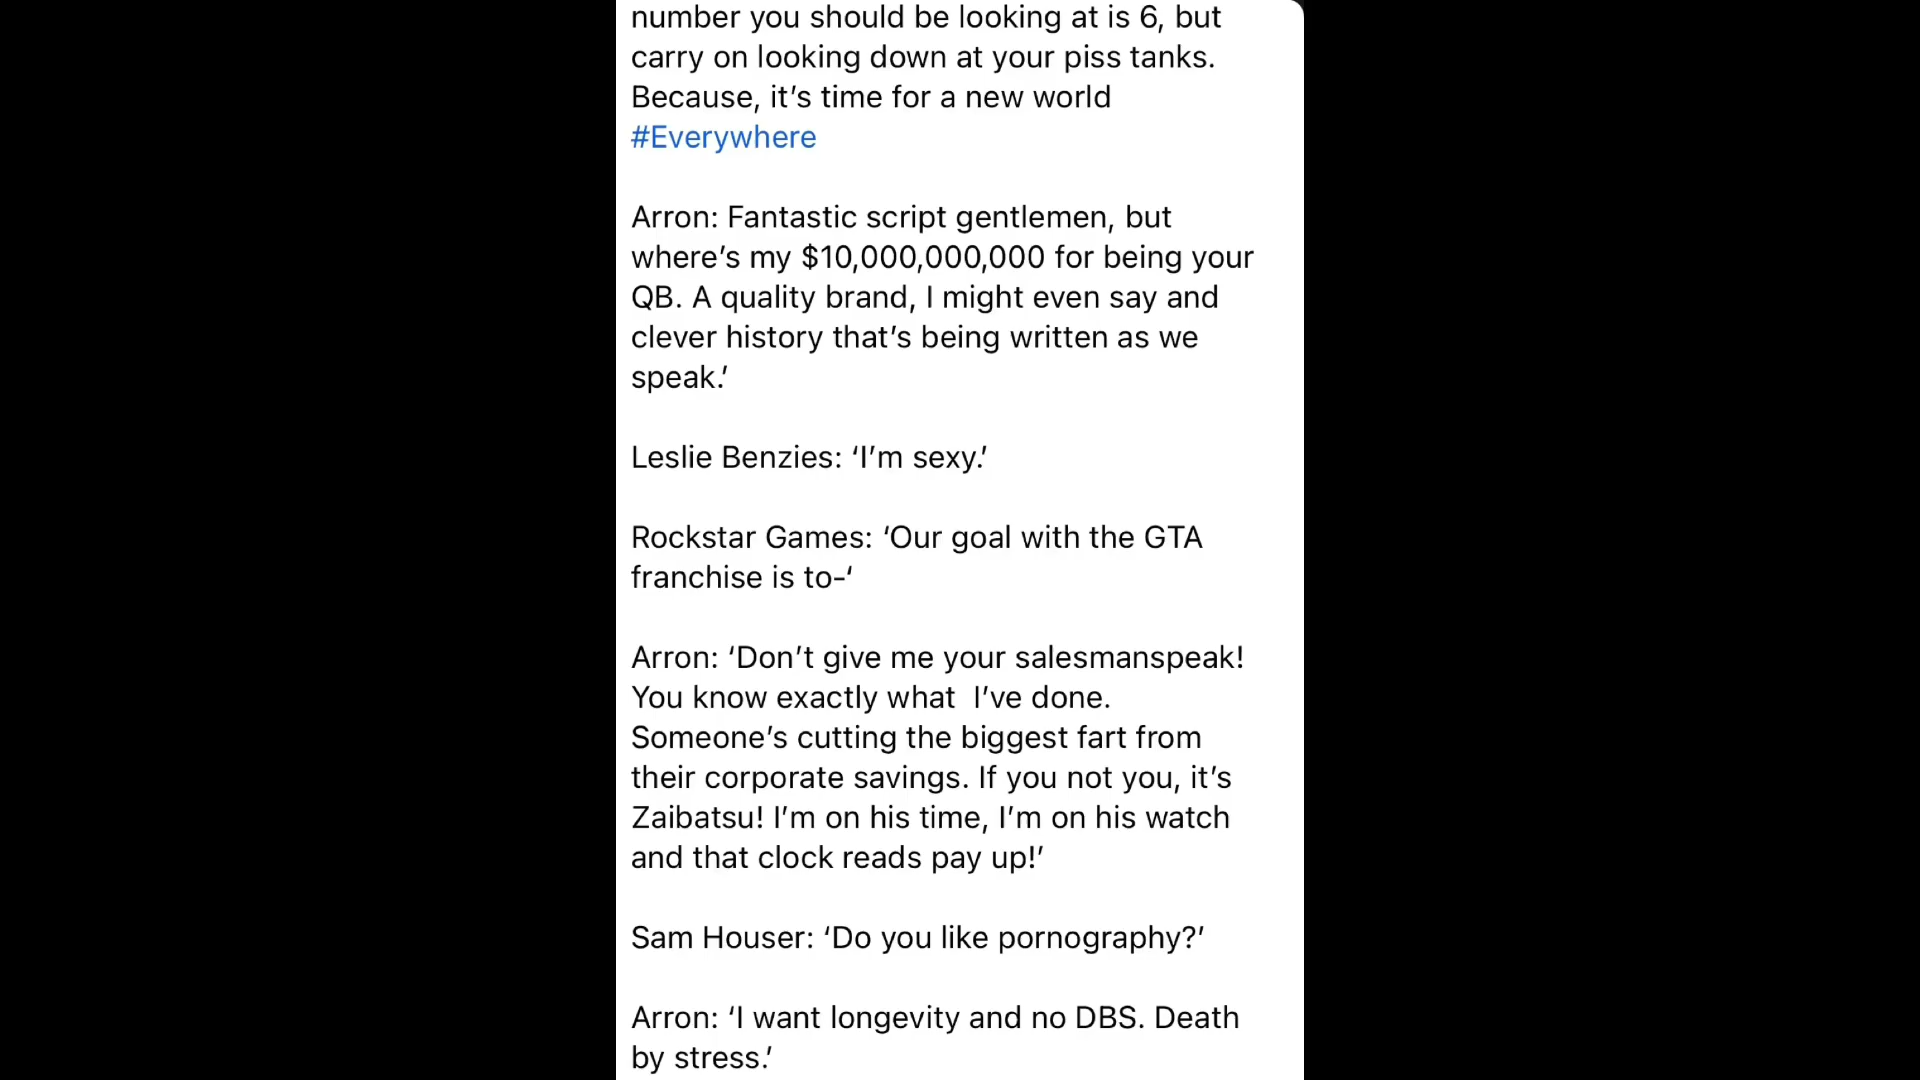 number you should be looking at is 6, but
carry on looking down at your piss tanks.
Because, it’s time for a new world
#Everywhere
Arron: Fantastic script gentlemen, but
where’s my $10,000,000,000 for being your
QB. A quality brand, I might even say and
clever history that’s being written as we
speak.’
Leslie Benzies: ‘I’m sexy.’
Rockstar Games: ‘Our goal with the GTA
franchise is to-‘
Arron: ‘Don’t give me your salesmanspeak!
You know exactly what  I’ve done.
Someone’s cutting the biggest fart from
their corporate savings. If you not you, it’s
Zaibatsu! I’m on his time, I’m on his watch
and that clock reads pay up!’
Sam Houser: ‘Do you like pornography?’
Arron: ‘I want longevity and no DBS. Death
by stress.’